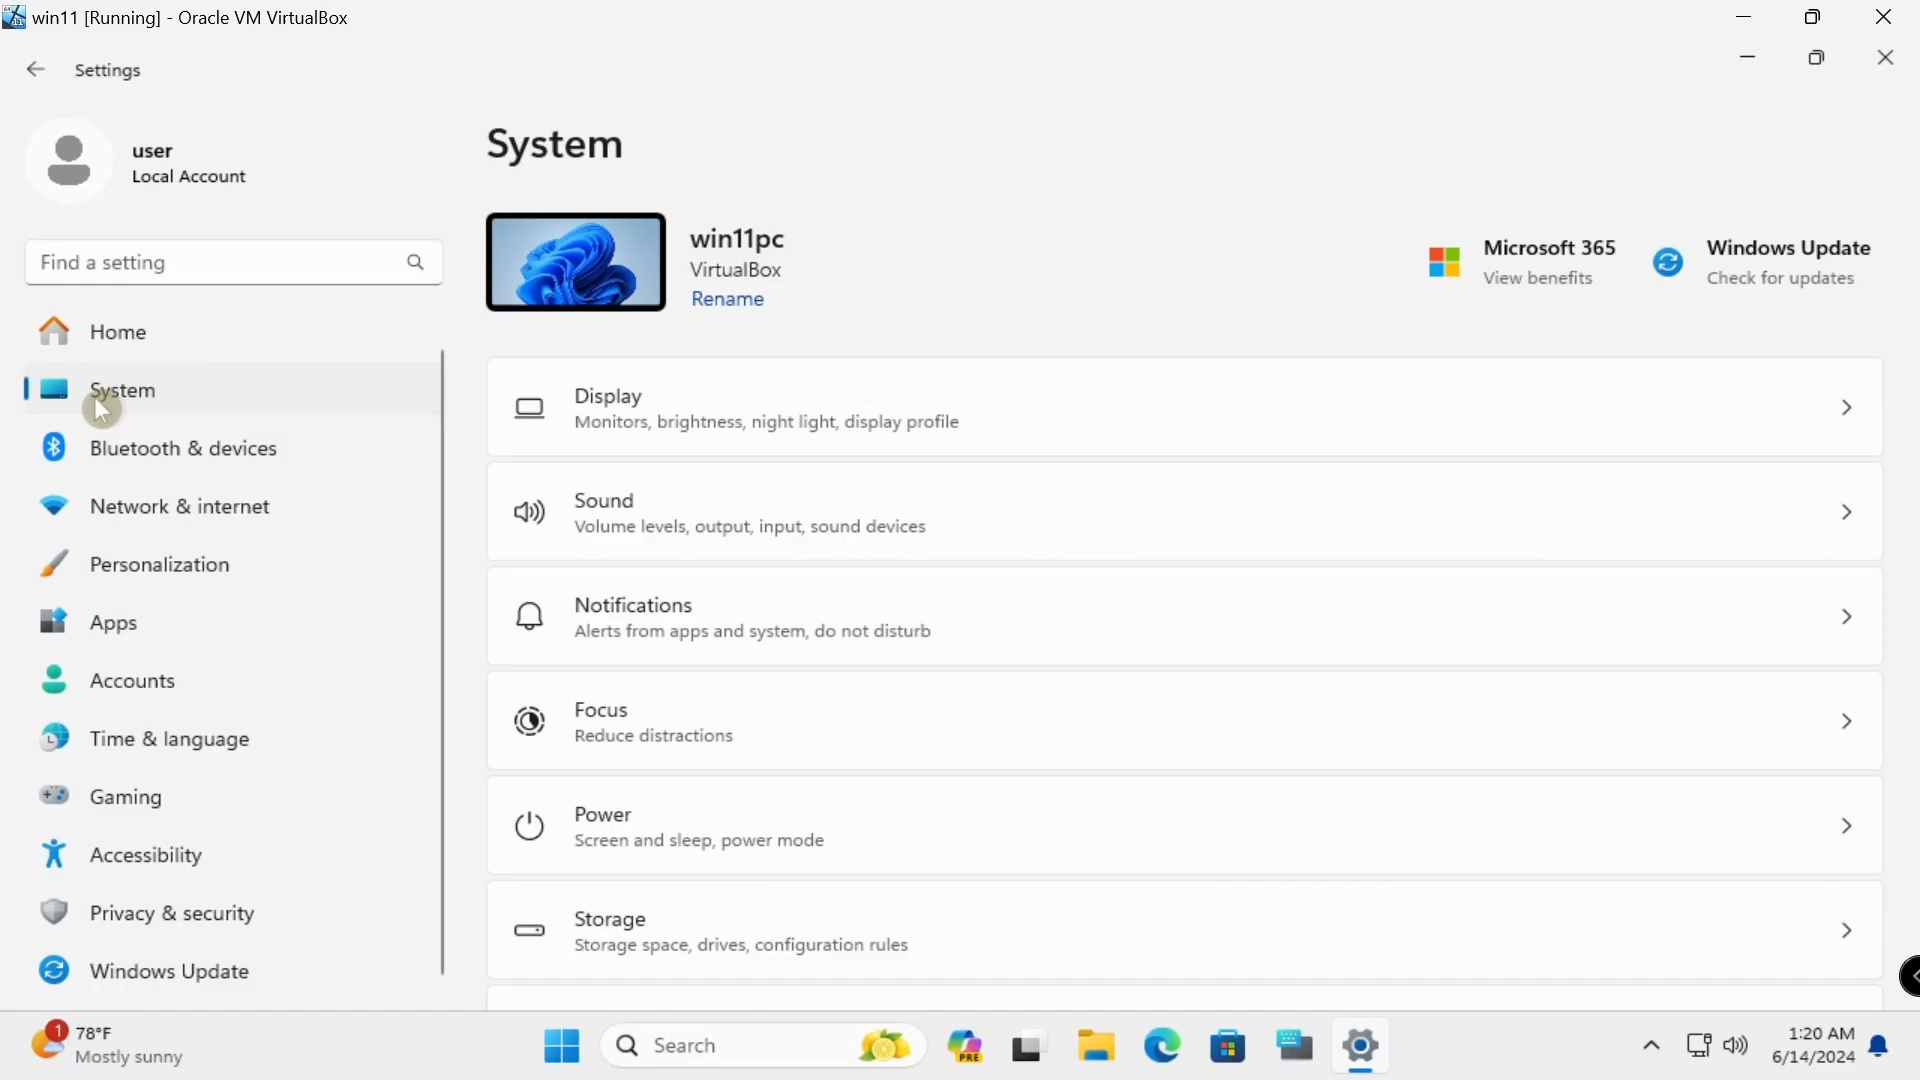 win11 [Running] - Oracle VM VirtualBox
Settings
user
Local Account
Find a setting
Home
System
Bluetooth & devices
Network & internet
Personalization
Apps
Accounts
Time & language
Gaming
Accessibility
Privacy & security
Windows Update
System
win11pc
VirtualBox
Rename
Microsoft 365
View benefits
Windows Update
Check for updates
Display
Monitors, brightness, night light, display profile
Sound
Volume levels, output, input, sound devices
Notifications
Alerts from apps and system, do not disturb
Focus
Reduce distractions
Power
Screen and sleep, power mode
Storage
Storage space, drives, configuration rules
1
78°F
Mostly sunny
Search
PRE
1:20 AM
6/14/2024